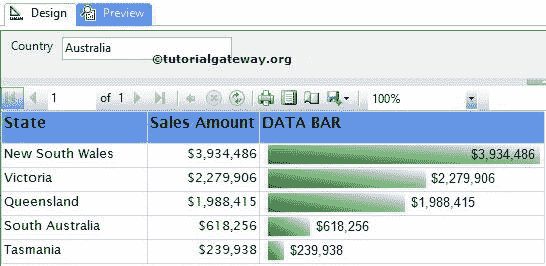 Design Preview
Country Australia
©tutorialgateway.org
1 of 1 100%
State Sales Amount DATA BAR
New South Wales $3,934,486 $3,934,486
Victoria $2,279,906 $2,279,906
Queensland $1,988,415 $1,988,415
South Australia $618,256 $618,256
Tasmania $239,938 $239,938